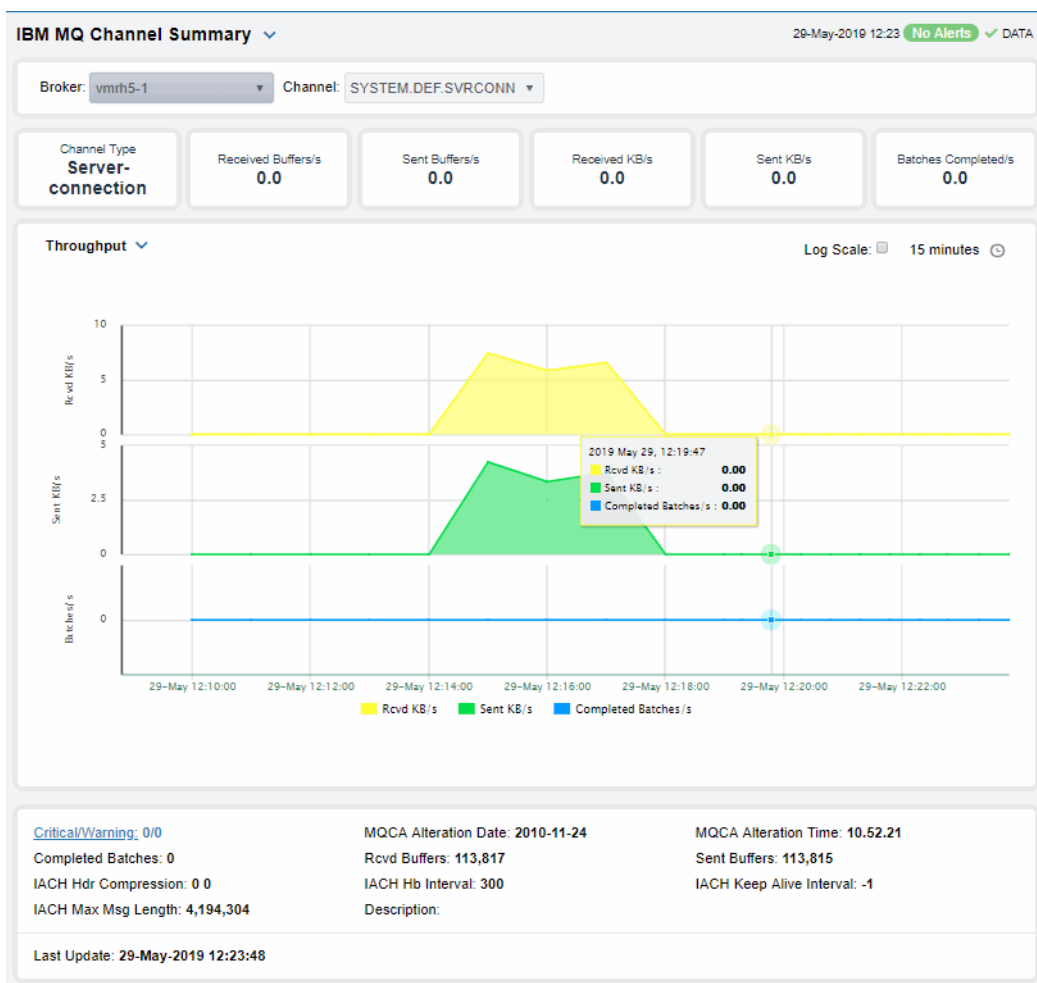 IBM MQ Channel Summary
29-May-2019 12:23 No Alerts DATA
Broker: vmrh5-1 Channel: SYSTEM.DEF.SVRCONN
Channel Type
Server-
connection
Received Buffers/s
0.0
Sent Buffers/s
0.0
Received KB/s
0.0
Sent KB/s
0.0
Batches Completed/s
0.0
Throughput
Log Scale: 15 minutes
Rcvd KB/s
10
5
0
Sent KB/s
5
2.5
0
2019 May 29, 12:19:47
Rcvd KB/s : 0.00
Sent KB/s : 0.00
Completed Batches/s : 0.00
Batches/s
0
29-May 12:10:00 29-May 12:12:00 29-May 12:14:00 29-May 12:16:00 29-May 12:18:00 29-May 12:20:00 29-May 12:22:00
Rcvd KB/s Sent KB/s Completed Batches/s
Critical/Warning: 0/0 MQCA Alteration Date: 2010-11-24 MQCA Alteration Time: 10.52.21
Completed Batches: 0 Rcvd Buffers: 113,817 Sent Buffers: 113,815
IACH Hdr Compression: 0 0 IACH Hb Interval: 300 IACH Keep Alive Interval: -1
IACH Max Msg Length: 4,194,304 Description:
Last Update: 29-May-2019 12:23:48